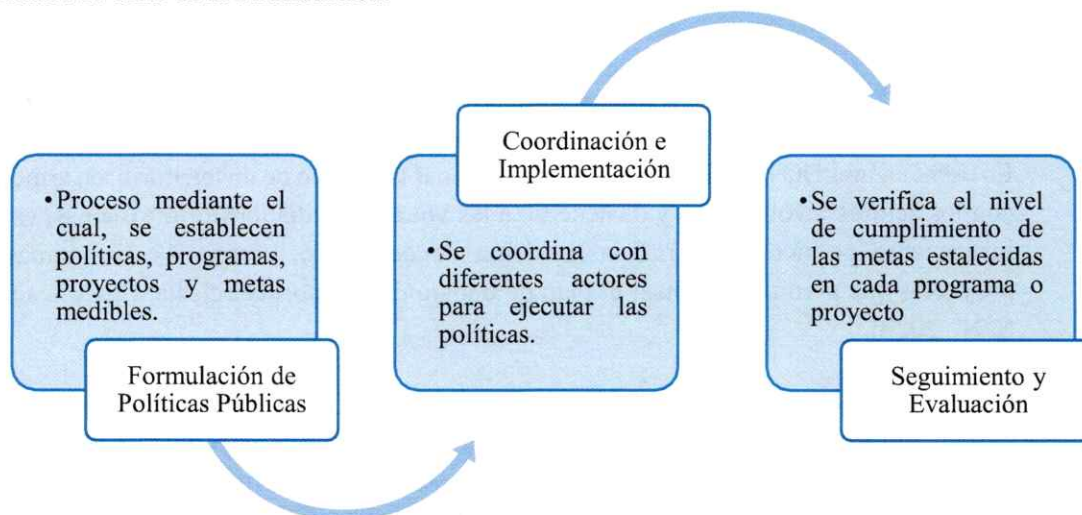 •Proceso mediante el
cual, se establecen
políticas, programas,
proyectos y metas
medibles.
Formulación de
Políticas Públicas
Coordinación e
Implementación
•Se coordina con
diferentes actores
para ejecutar las
políticas.
•Se verifica el nivel
de cumplimiento de
las metas estalecidas
en cada programa o
proyecto
Seguimiento y
Evaluación